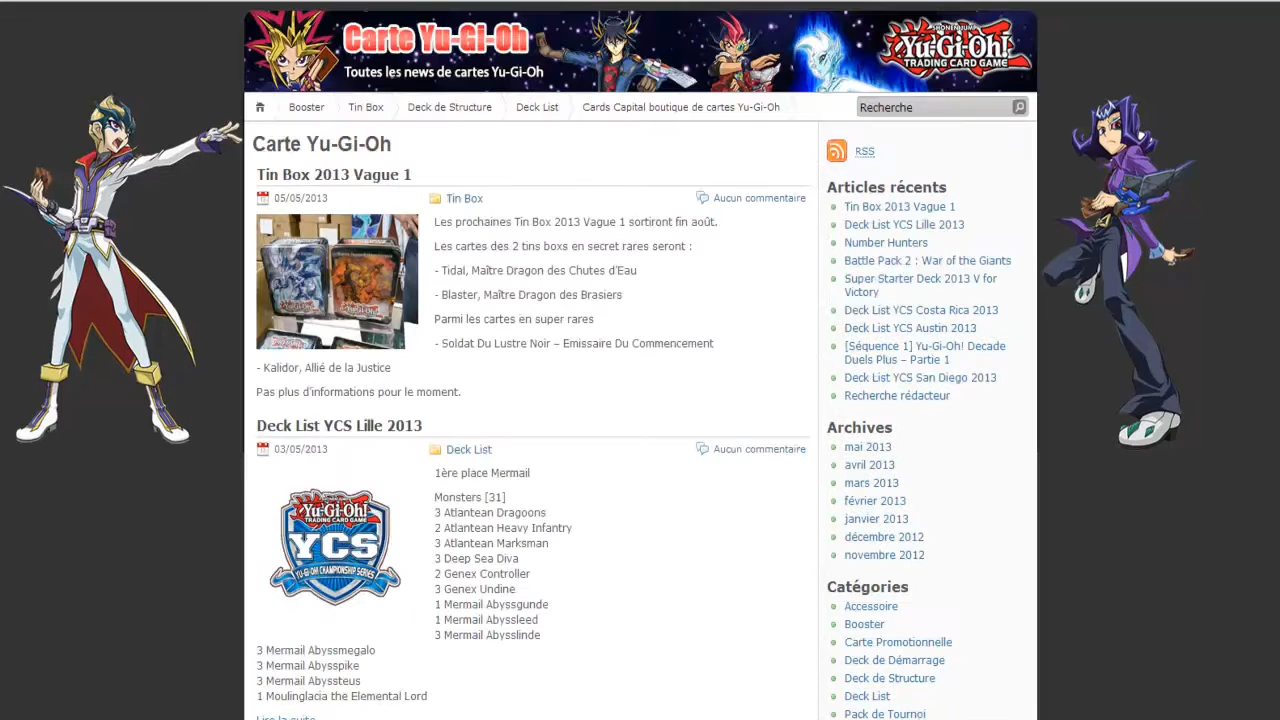 Carte Yu-Gi-Oh
Toutes les news de cartes Yu-Gi-Oh
SHONEN JUMP
Yu-Gi-Oh!
TRADING CARD GAME
Booster
Tin Box
Deck de Structure
Deck List
Cards Capital boutique de cartes Yu-Gi-Oh
Recherche
Carte Yu-Gi-Oh
Tin Box 2013 Vague 1
05/05/2013
Tin Box
Aucun commentaire
Les prochaines Tin Box 2013 Vague 1 sortiront fin août.
Les cartes des 2 tins boxs en secret rares seront :
- Tidal, Maître Dragon des Chutes d'Eau
- Blaster, Maître Dragon des Brasiers
Parmi les cartes en super rares
- Soldat Du Lustre Noir – Emissaire Du Commencement
- Kalidor, Allié de la Justice
Pas plus d'informations pour le moment.
Deck List YCS Lille 2013
03/05/2013
Deck List
Aucun commentaire
Yu-Gi-Oh!
TRADING CARD GAME
YCS
YU-GI-OH! CHAMPIONSHIP SERIES
1ère place Mermail
Monsters [31]
3 Atlantean Dragoons
2 Atlantean Heavy Infantry
3 Atlantean Marksman
3 Deep Sea Diva
2 Genex Controller
3 Genex Undine
1 Mermail Abyssgunde
1 Mermail Abyssleed
3 Mermail Abysslinde
3 Mermail Abyssmegalo
3 Mermail Abysspike
3 Mermail Abyssteus
1 Moulinglacia the Elemental Lord
Lire la suite
RSS
Articles récents
Tin Box 2013 Vague 1
Deck List YCS Lille 2013
Number Hunters
Battle Pack 2 : War of the Giants
Super Starter Deck 2013 V for
Victory
Deck List YCS Costa Rica 2013
Deck List YCS Austin 2013
[Séquence 1] Yu-Gi-Oh! Decade
Duels Plus – Partie 1
Deck List YCS San Diego 2013
Recherche rédacteur
Archives
mai 2013
avril 2013
mars 2013
février 2013
janvier 2013
décembre 2012
novembre 2012
Catégories
Accessoire
Booster
Carte Promotionnelle
Deck de Démarrage
Deck de Structure
Deck List
Pack de Tournoi